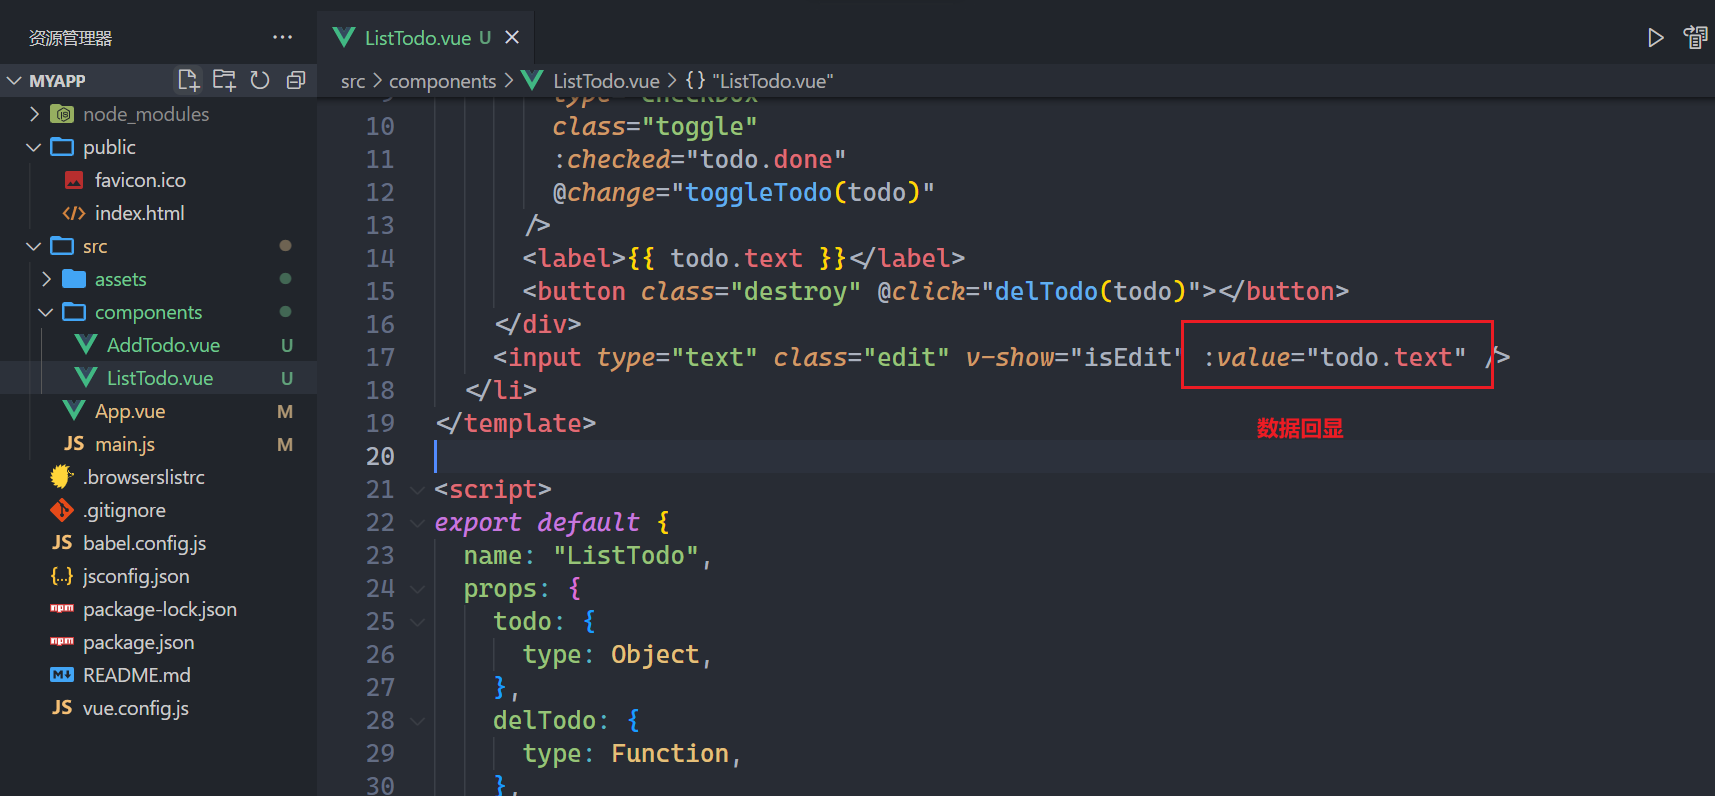 资源管理器 ···
ListTodo.vue U
MYAPP
src > components > ListTodo.vue > {} "ListTodo.vue"
node_modules
public
favicon.ico
index.html
src
assets
components
AddTodo.vue U
ListTodo.vue U
App.vue M
JS main.js M
.browserslistrc
.gitignore
JS babel.config.js
{..} jsconfig.json
package-lock.json
package.json
README.md
JS vue.config.js
10 class="toggle"
11 :checked="todo.done"
12 @change="toggleTodo(todo)"
13 />
14 <label>{{ todo.text }}</label>
15 <button class="destroy" @click="delTodo(todo)"></button>
16 </div>
17 <input type="text" class="edit" v-show="isEdit" :value="todo.text" />
18 </li>
19 </template>
数据回显
20
21 <script>
22 export default {
23 name: "ListTodo",
24 props: {
25 todo: {
26 type: Object,
27 },
28 delTodo: {
29 type: Function,
30 },